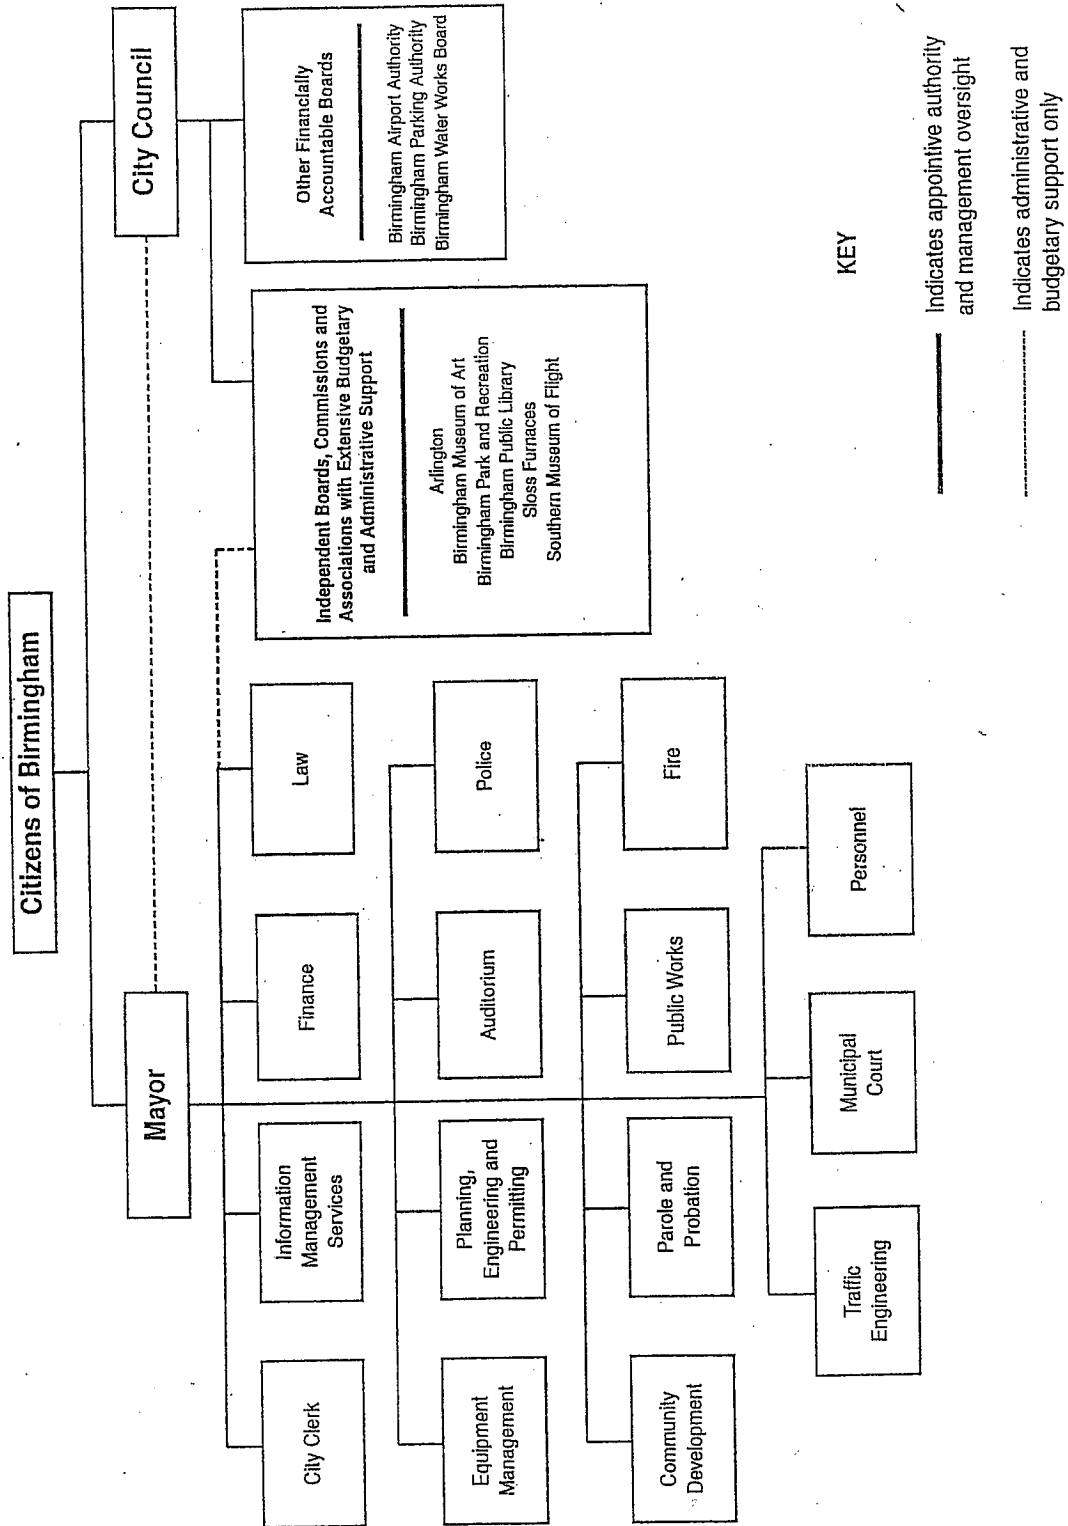 Citizens of Birmingham
Mayor
City Council
City Clerk
Information
Management
Services
Finance
Law
Independent Boards, Commissions and
Associations with Extensive Budgetary
and Administrative Support
Arlington
Birmingham Museum of Art
Birmingham Park and Recreation
Birmingham Public Library
Sloss Furnaces
Southern Museum of Flight
Other Financially
Accountable Boards
Birmingham Airport Authority
Birmingham Parking Authority
Birmingham Water Works Board
Equipment
Management
Planning,
Engineering and
Permitting
Auditorium
Police
Community
Development
Parole and
Probation
Public Works
Fire
Traffic
Engineering
Municipal
Court
Personnel
KEY
Indicates appointive authority
and management oversight
Indicates administrative and
budgetary support only